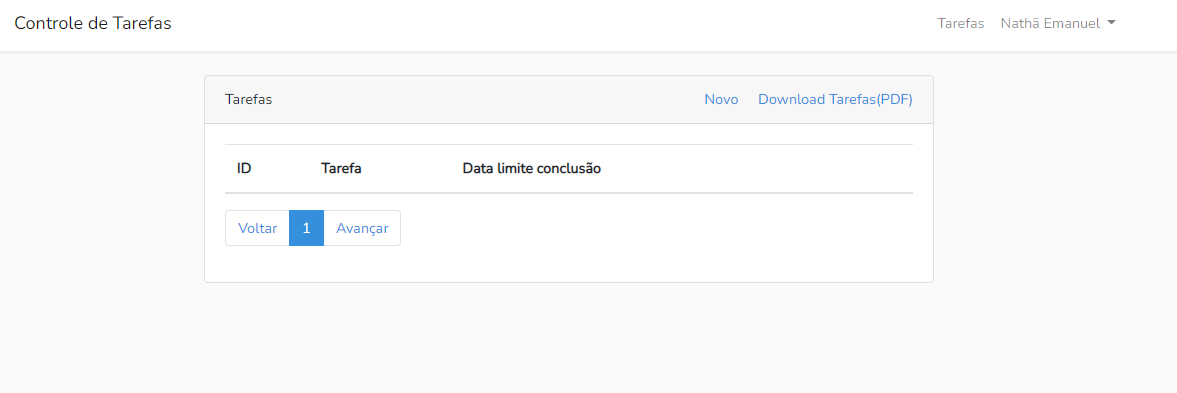 Controle de Tarefas Tarefas Nathã Emanuel
Tarefas Novo Download Tarefas(PDF)
ID Tarefa Data limite conclusão
Voltar 1 Avançar